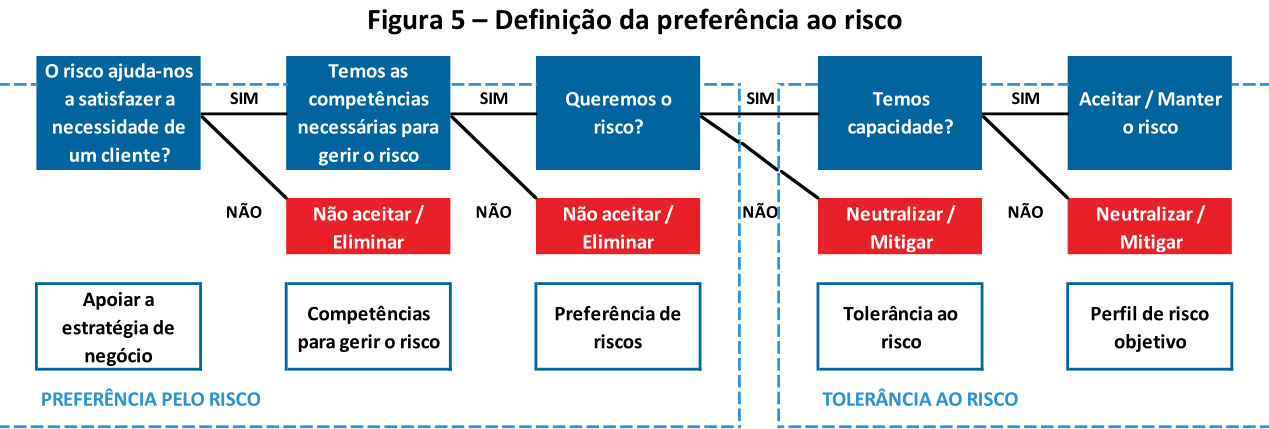 Figura 5 – Definição da preferência ao risco
O risco ajuda-nos
a satisfazer a
necessidade de
um cliente?
SIM
Temos as
competências
necessárias para
gerir o risco
SIM
Queremos o
risco?
SIM
Temos
capacidade?
SIM
Aceitar / Manter
o risco
NÃO
Não aceitar /
Eliminar
NÃO
Não aceitar /
Eliminar
NÃO
Neutralizar /
Mitigar
NÃO
Neutralizar /
Mitigar
Apoiar a
estratégia de
negócio
Competências
para gerir o risco
Preferência de
riscos
Tolerância ao
risco
Perfil de risco
objetivo
PREFERÊNCIA PELO RISCO
TOLERÂNCIA AO RISCO